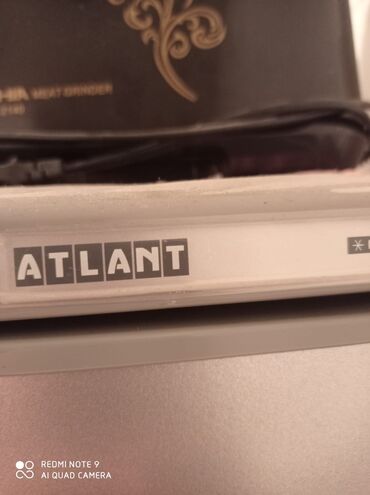 MEAT GRINDER
ATLANT
REDMI NOTE 9
AI QUAD CAMERA